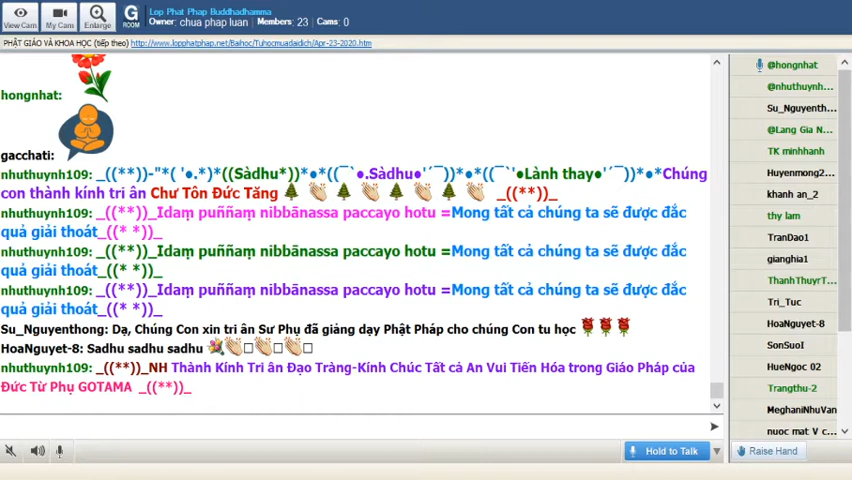 View Cam
My Cam
Enlarge
G
ROOM
Lop Phat Phap Buddhadhamma
Owner: chua phap luan Members: 23 Cams: 0
PHẬT GIÁO VÀ KHOA HỌC (tiếp theo) http://www.lopphatphap.net/Baihoc/Tuhocmuadaidich/Apr-23-2020.htm
hongnhat:
gacchati:
nhuthuynh109: _((**))-"*( '●.*)*((Sàdhu*))*●*((¯`●.Sàdhu●'´¯))*●*((¯`'●Lành thay●'´¯))*●*Chúng
con thành kính tri ân Chư Tôn Đức Tăng 🌲 👏 🌲 👏 🌲 👏 🌲 👏 _((**))_
nhuthuynh109: _((**))_Idaṃ puññaṃ nibbānassa paccayo hotu =Mong tất cả chúng ta sẽ được đắc
quả giải thoát_((* *))_
nhuthuynh109: _((**))_Idaṃ puññaṃ nibbānassa paccayo hotu =Mong tất cả chúng ta sẽ được đắc
quả giải thoát_((* *))_
nhuthuynh109: _((**))_Idaṃ puññaṃ nibbānassa paccayo hotu =Mong tất cả chúng ta sẽ được đắc
quả giải thoát_((* *))_
Su_Nguyenthong: Dạ, Chúng Con xin tri ân Sư Phụ đã giảng dạy Phật Pháp cho chúng Con tu học 🌹🌹🌹
HoaNguyet-8: Sadhu sadhu sadhu 💐👏□👏□👏□
nhuthuynh109: _((**))_NH Thành Kính Tri ân Đạo Tràng-Kính Chúc Tất cả An Vui Tiến Hóa trong Giáo Pháp của
Đức Từ Phụ GOTAMA _((**))_
Hold to Talk
@hongnhat
@nhuthuynh...
Su_Nguyenth...
@Lang Gia N...
TK minhhanh
Huyenmong2...
khanh an_2
thy lam
TranDao1
gianghia1
ThanhThuyrT...
Tri_Tuc
HoaNguyet-8
SonSuoI
HueNgoc 02
Trangthu-2
MeghaniNhuVan
nuoc mat V c...
Raise Hand